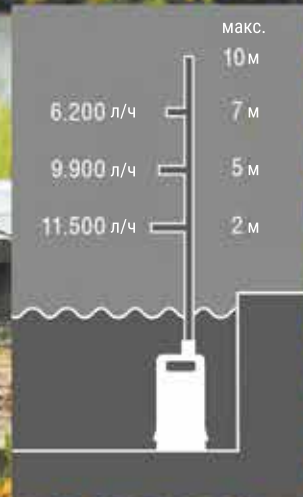 макс.
10 м
6.200 л/ч 7 м
9.900 л/ч 5 м
11.500 л/ч 2 м